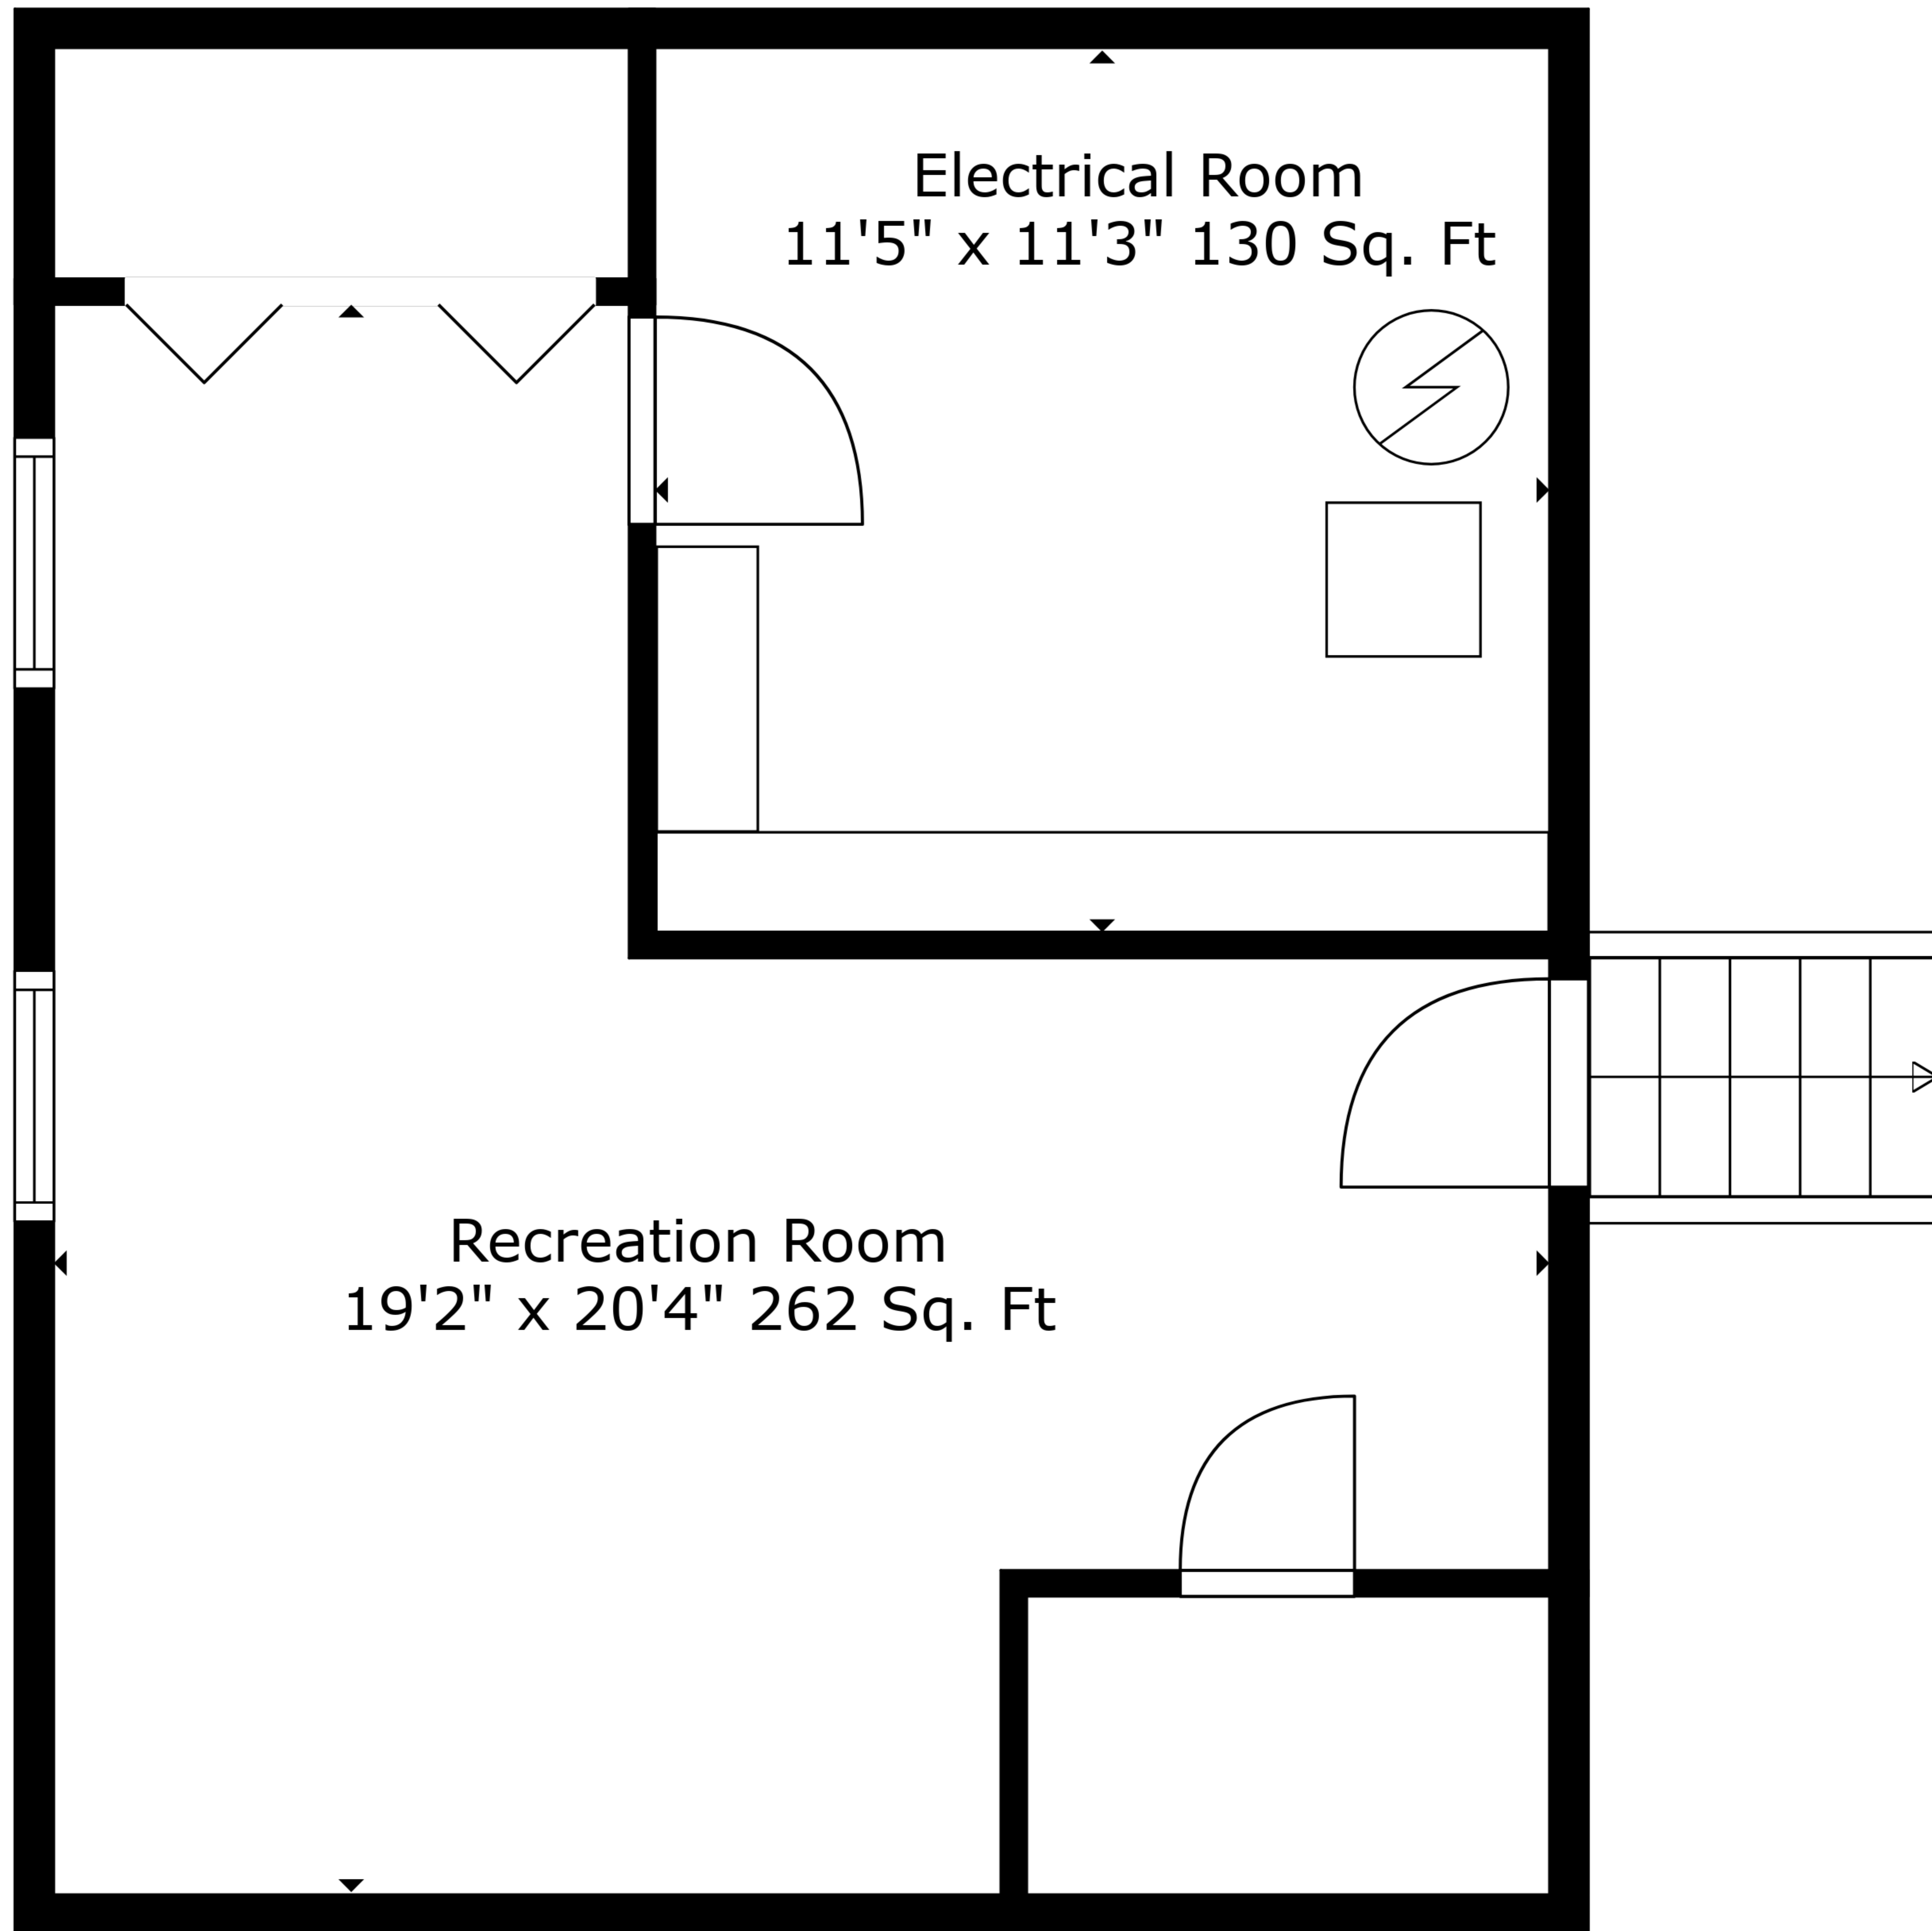 Electrical Room
11'5" x 11'3" 130 Sq. Ft
Recreation Room
19'2" x 20'4" 262 Sq. Ft